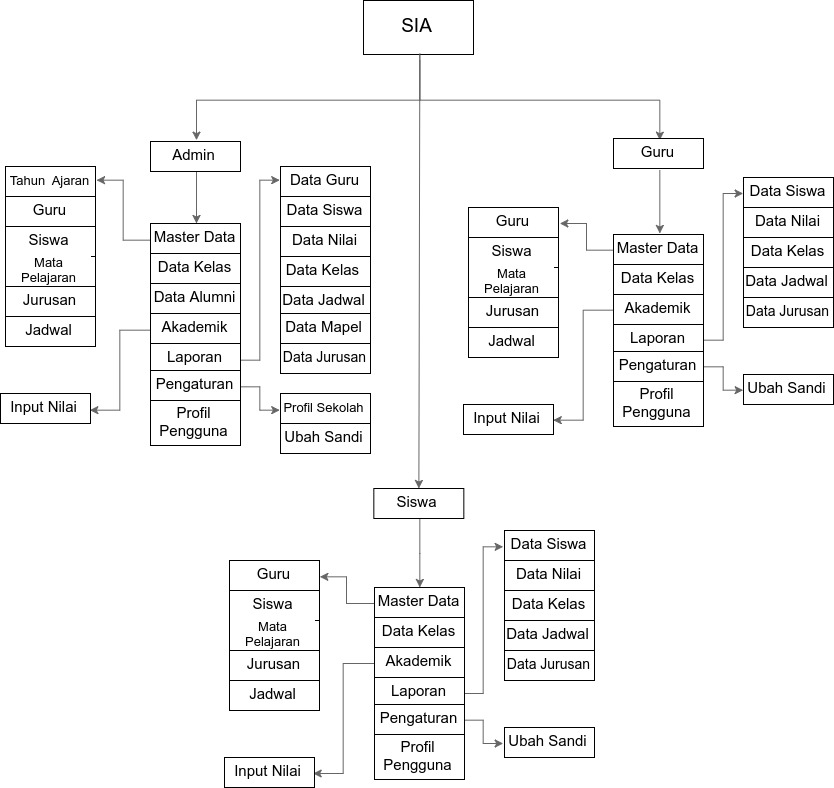 SIA
Admin
Tahun Ajaran
Guru
Siswa
Mata
Pelajaran
Jurusan
Jadwal
Input Nilai
Master Data
Data Kelas
Data Alumni
Akademik
Laporan
Pengaturan
Profil
Pengguna
Data Guru
Data Siswa
Data Nilai
Data Kelas
Data Jadwal
Data Mapel
Data Jurusan
Profil Sekolah
Ubah Sandi
Guru
Guru
Siswa
Mata
Pelajaran
Jurusan
Jadwal
Input Nilai
Master Data
Data Kelas
Akademik
Laporan
Pengaturan
Profil
Pengguna
Data Siswa
Data Nilai
Data Kelas
Data Jadwal
Data Jurusan
Ubah Sandi
Siswa
Guru
Siswa
Mata
Pelajaran
Jurusan
Jadwal
Input Nilai
Master Data
Data Kelas
Akademik
Laporan
Pengaturan
Profil
Pengguna
Data Siswa
Data Nilai
Data Kelas
Data Jadwal
Data Jurusan
Ubah Sandi